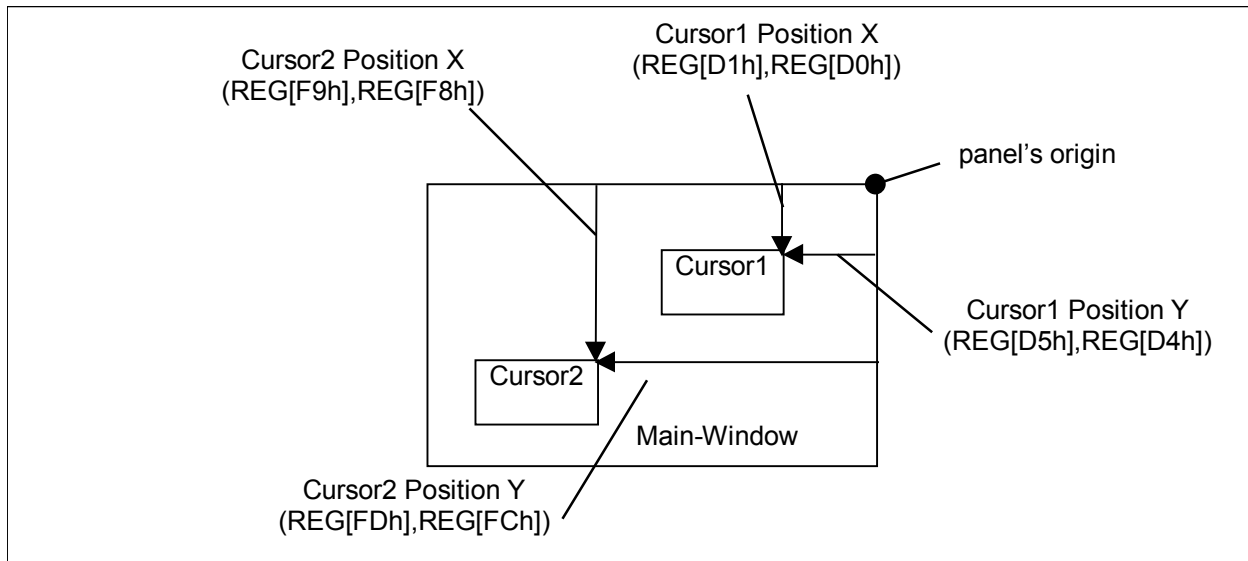 Cursor1 Position X
(REG[D1h],REG[D0h])
Cursor2 Position X
(REG[F9h],REG[F8h])
panel's origin
Cursor1
Cursor1 Position Y
(REG[D5h],REG[D4h])
Cursor2
Main-Window
Cursor2 Position Y
(REG[FDh],REG[FCh])